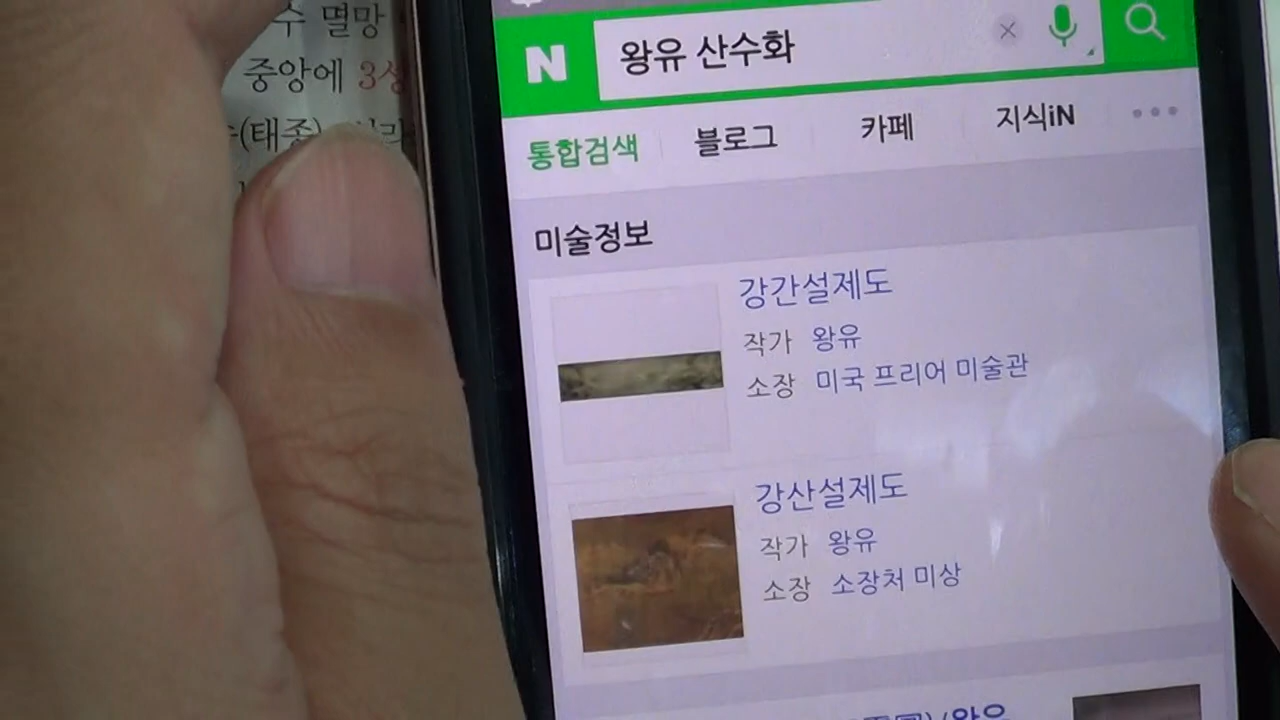 수 멸망
중앙에 3성
(태종)
N 왕유 산수화
통합검색 블로그 카페 지식iN
미술정보
강간설제도
작가 왕유
소장 미국 프리어 미술관
강산설제도
작가 왕유
소장 소장처 미상
왕유